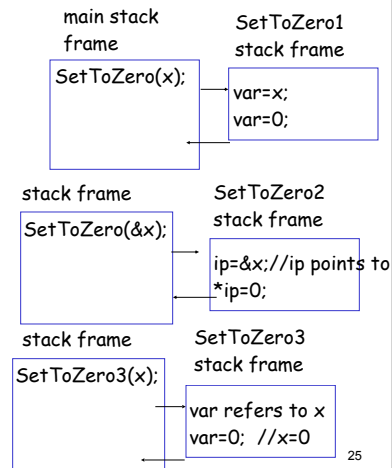 main stack
frame
SetToZero1
stack frame
SetToZero(x);
var=x;
var=0;
stack frame
SetToZero2
stack frame
SetToZero(&x);
ip=&x;//ip points to
*ip=0;
stack frame
SetToZero3
stack frame
SetToZero3(x);
var refers to x
var=0; //x=0
25